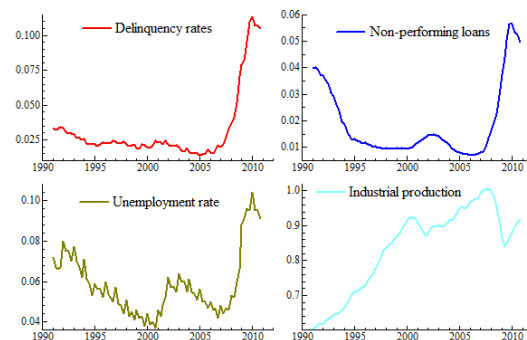 Delinquency rates
0.100
0.075
0.050
0.025
1990 1995 2000 2005 2010
0.06
Non-performing loans
0.05
0.04
0.03
0.02
0.01
1990 1995 2000 2005 2010
0.10
Unemployment rate
0.08
0.06
0.04
1990 1995 2000 2005 2010
1.0
Industrial production
0.9
0.8
0.7
0.6
1990 1995 2000 2005 2010